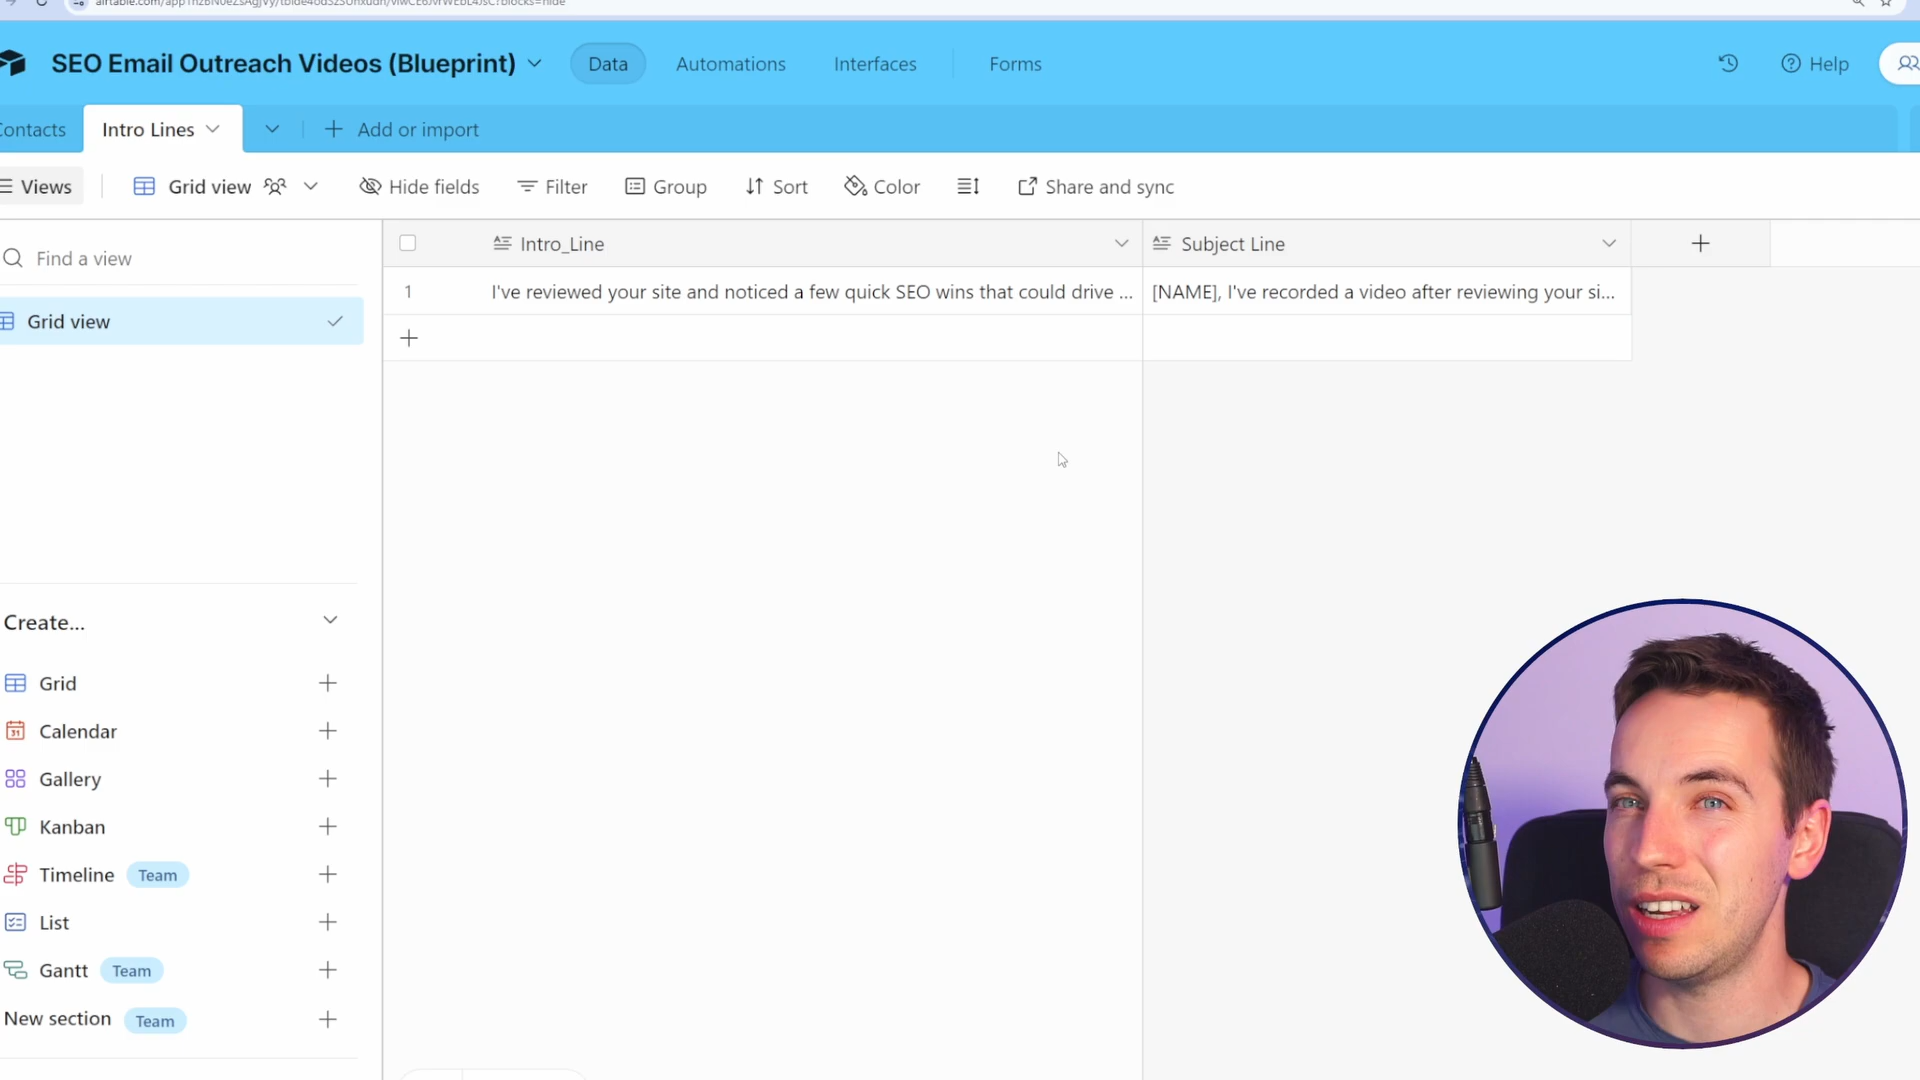 SEO Email Outreach Videos (Blueprint)
Data
Automations
Interfaces
Forms
Help
Contacts
Intro Lines
Add or import
Views
Grid view
Hide fields
Filter
Group
Sort
Color
Share and sync
Find a view
Intro_Line
Subject Line
1
I've reviewed your site and noticed a few quick SEO wins that could drive ...
[NAME], I've recorded a video after reviewing your si...
Grid view
Create...
Grid
Calendar
Gallery
Kanban
Timeline Team
List
Gantt Team
New section Team